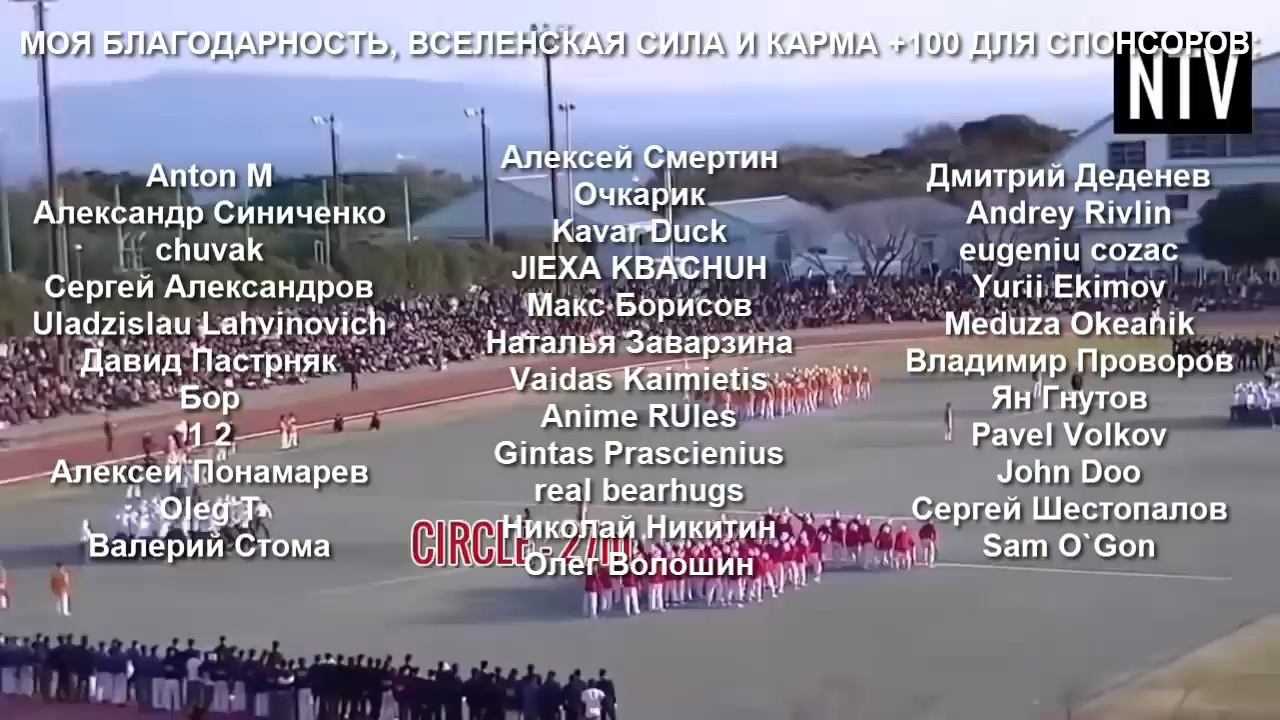 МОЯ БЛАГОДАРНОСТЬ, ВСЕЛЕНСКАЯ СИЛА И КАРМА +100 ДЛЯ СПОНСОРОВ:
NTV
Anton M
Александр Синиченко
chuvak
Сергей Александров
Uladzislau Lahvinovich
Давид Пастрняк
Бор
1 2
Алексей Понамарев
Oleg T
Валерий Стома
Алексей Смертин
Очкарик
Kavar Duck
JIEXA KBACHUH
Макс Борисов
Наталья Заварзина
Vaidas Kaimietis
Anime RUles
Gintas Prascienius
real bearhugs
Николай Никитин
Олег Волошин
Дмитрий Деденев
Andrey Rivlin
eugeniu cozac
Yurii Ekimov
Meduza Okeanik
Владимир Проворов
Ян Гнутов
Pavel Volkov
John Doo
Сергей Шестопалов
Sam O`Gon
CIRCLE -